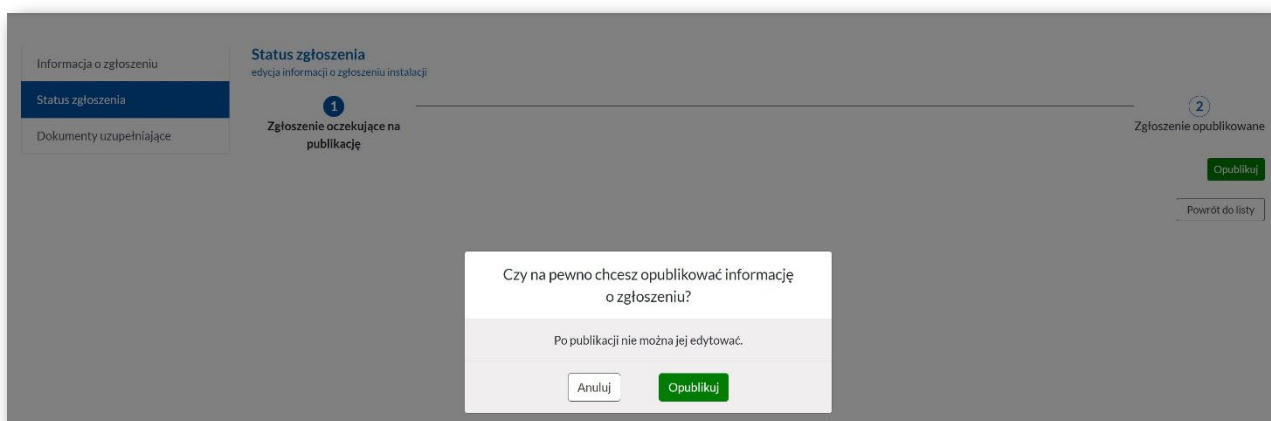 Informacja o zgłoszeniu
Status zgłoszenia
Dokumenty uzupełniające
Status zgłoszenia
edycja informacji o zgłoszeniu instalacji
1
Zgłoszenie oczekujące na
publikację
2
Zgłoszenie opublikowane
Opublikuj
Powrót do listy
Czy na pewno chcesz opublikować informację
o zgłoszeniu?
Po publikacji nie można jej edytować.
Anuluj
Opublikuj